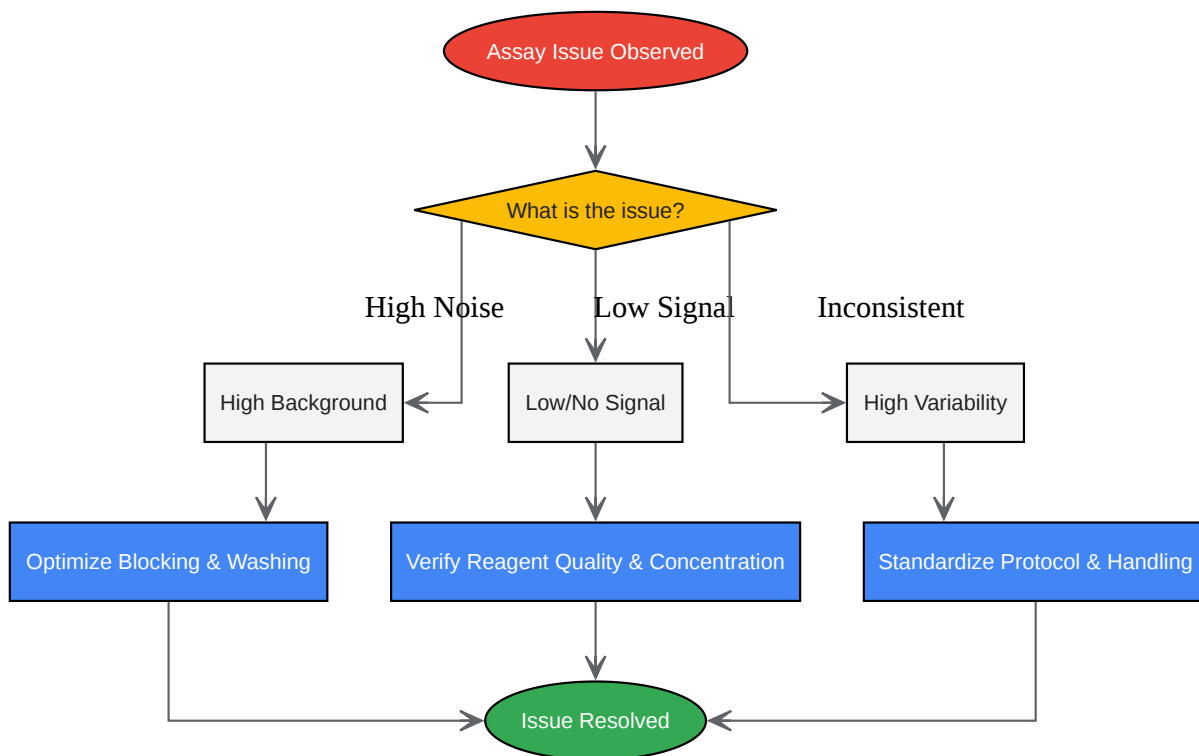 Assay Issue Observed
What is the issue?
High Noise
Low Signal
Inconsistent
High Background
Low/No Signal
High Variability
Optimize Blocking & Washing
Verify Reagent Quality & Concentration
Standardize Protocol & Handling
Issue Resolved